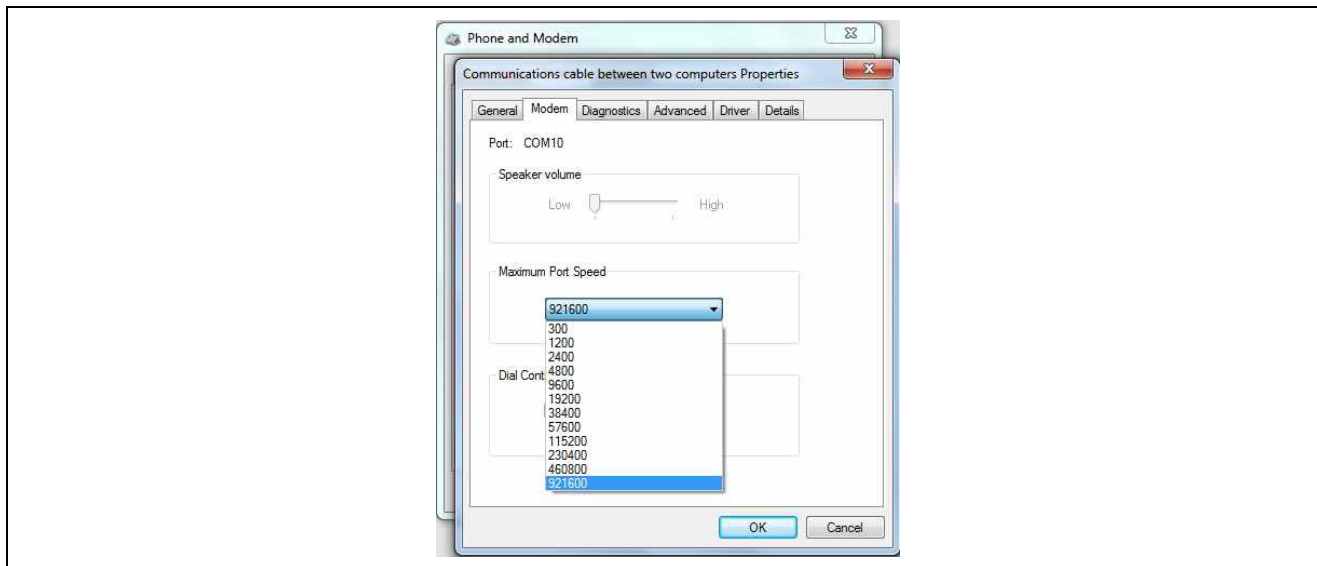 Phone and Modem
Communications cable between two computers Properties
General Modem Diagnostics Advanced Driver Details
Port: COM10
Speaker volume
Low High
Maximum Port Speed
921600
300
1200
2400
4800
Dial Cont
9600
19200
38400
57600
115200
230400
460800
921600
OK Cancel